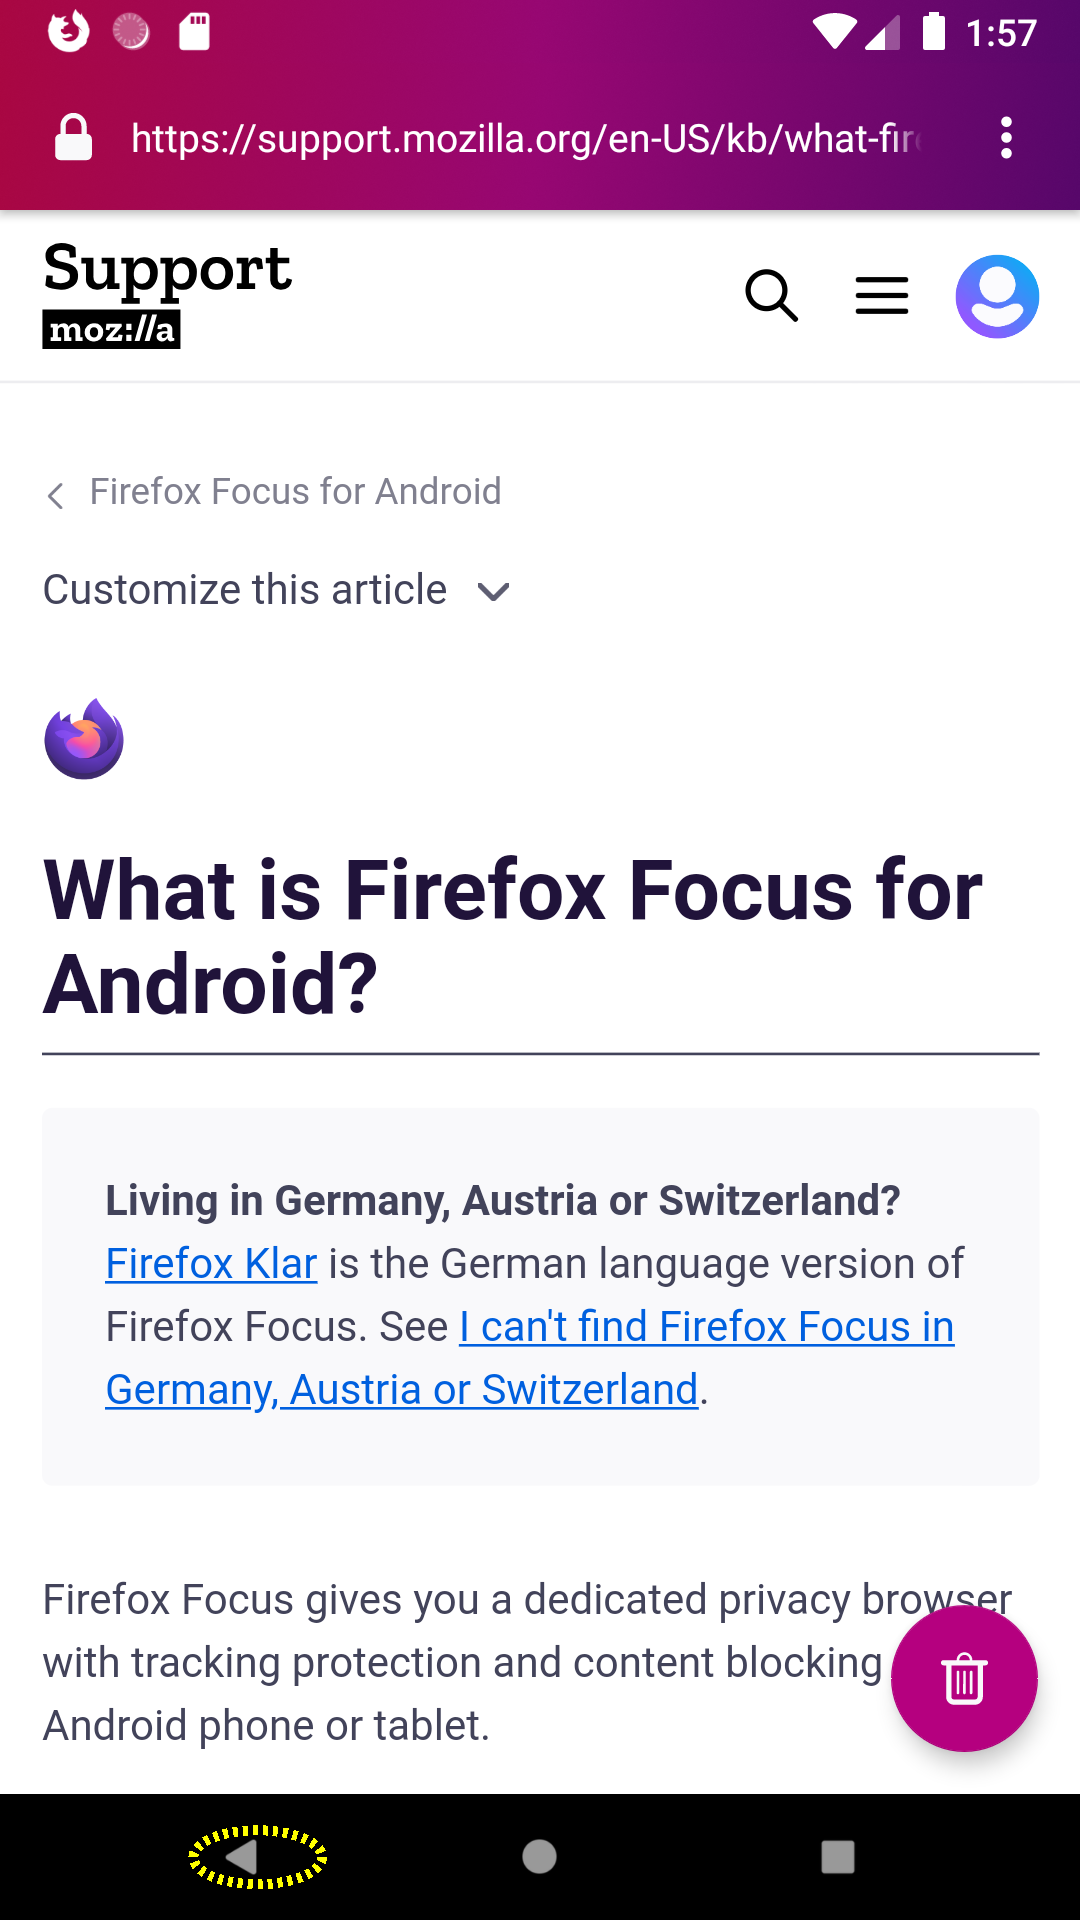 1:57
https://support.mozilla.org/en-US/kb/what-fir
Support
moz://a
Firefox Focus for Android
Customize this article
What is Firefox Focus for
Android?
Living in Germany, Austria or Switzerland?
Firefox Klar is the German language version of
Firefox Focus. See I can't find Firefox Focus in
Germany, Austria or Switzerland.
Firefox Focus gives you a dedicated privacy browser
with tracking protection and content blocking
Android phone or tablet.